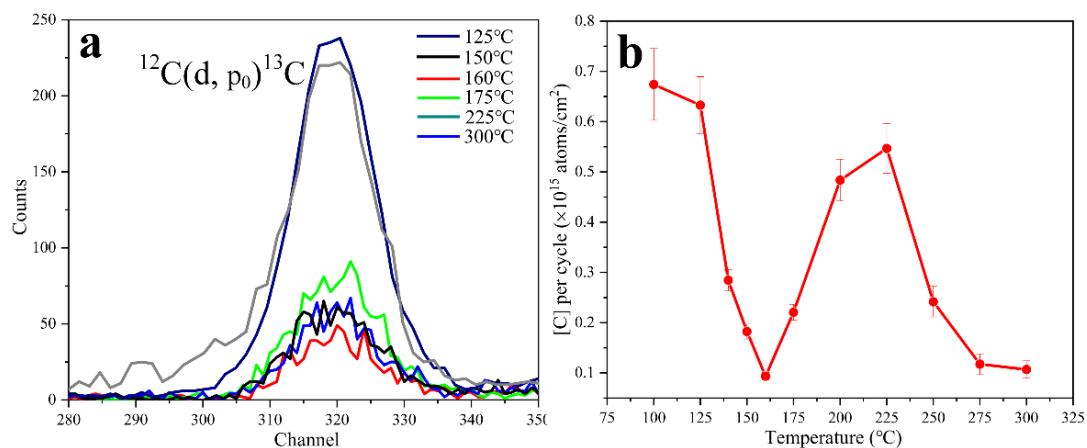 a
¹²C(d, p₀)¹³C
125°C
150°C
160°C
175°C
225°C
300°C
250
200
150
100
50
0
Counts
280 290 300 310 320 330 340 350
Channel
b
0.8
0.7
0.6
0.5
0.4
0.3
0.2
0.1
[C] per cycle (×10¹⁵ atoms/cm²)
75 100 125 150 175 200 225 250 275 300 325
Temperature (℃)